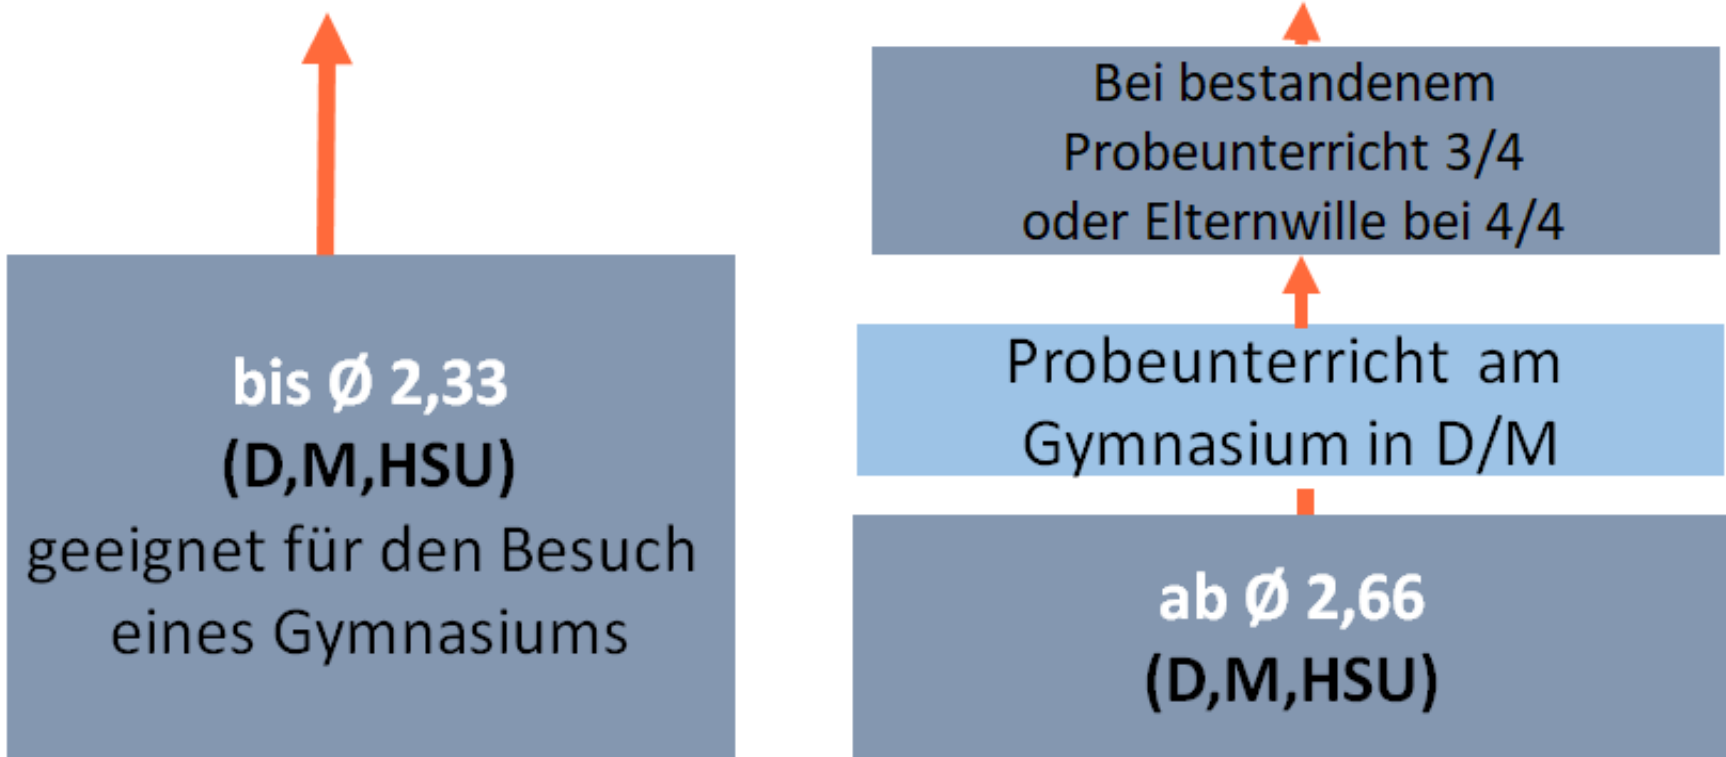 bis Ø 2,33
(D,M,HSU)
geeignet für den Besuch
eines Gymnasiums
Bei bestandenem
Probeunterricht 3/4
oder Elternwille bei 4/4
Probeunterricht am
Gymnasium in D/M
ab Ø 2,66
(D,M,HSU)